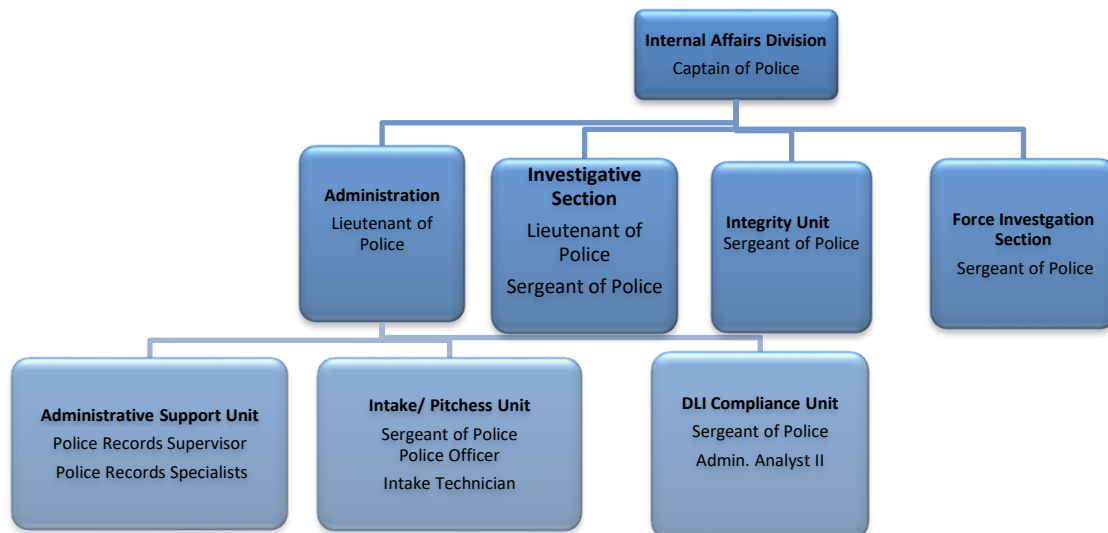 Internal Affairs Division
Captain of Police
Administration
Lieutenant of
Police
Investigative
Section
Lieutenant of
Police
Sergeant of Police
Integrity Unit
Sergeant of Police
Force Investgation
Section
Sergeant of Police
Administrative Support Unit
Police Records Supervisor
Police Records Specialists
Intake/ Pitchess Unit
Sergeant of Police
Police Officer
Intake Technician
DLI Compliance Unit
Sergeant of Police
Admin. Analyst II